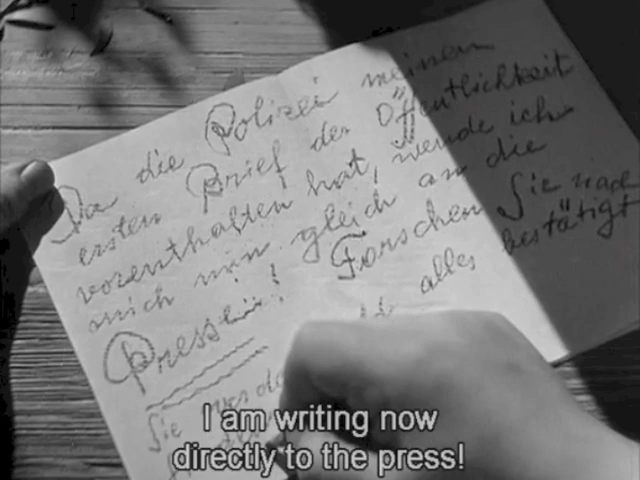 Da die Polizei meinen
ersten Brief der Öffentlichkeit
vorenthalten hat, wende ich
mich nun gleich an die
Presse! Forschen Sie nach
alles bestätigt
Sie
I am writing now
directly to the press!